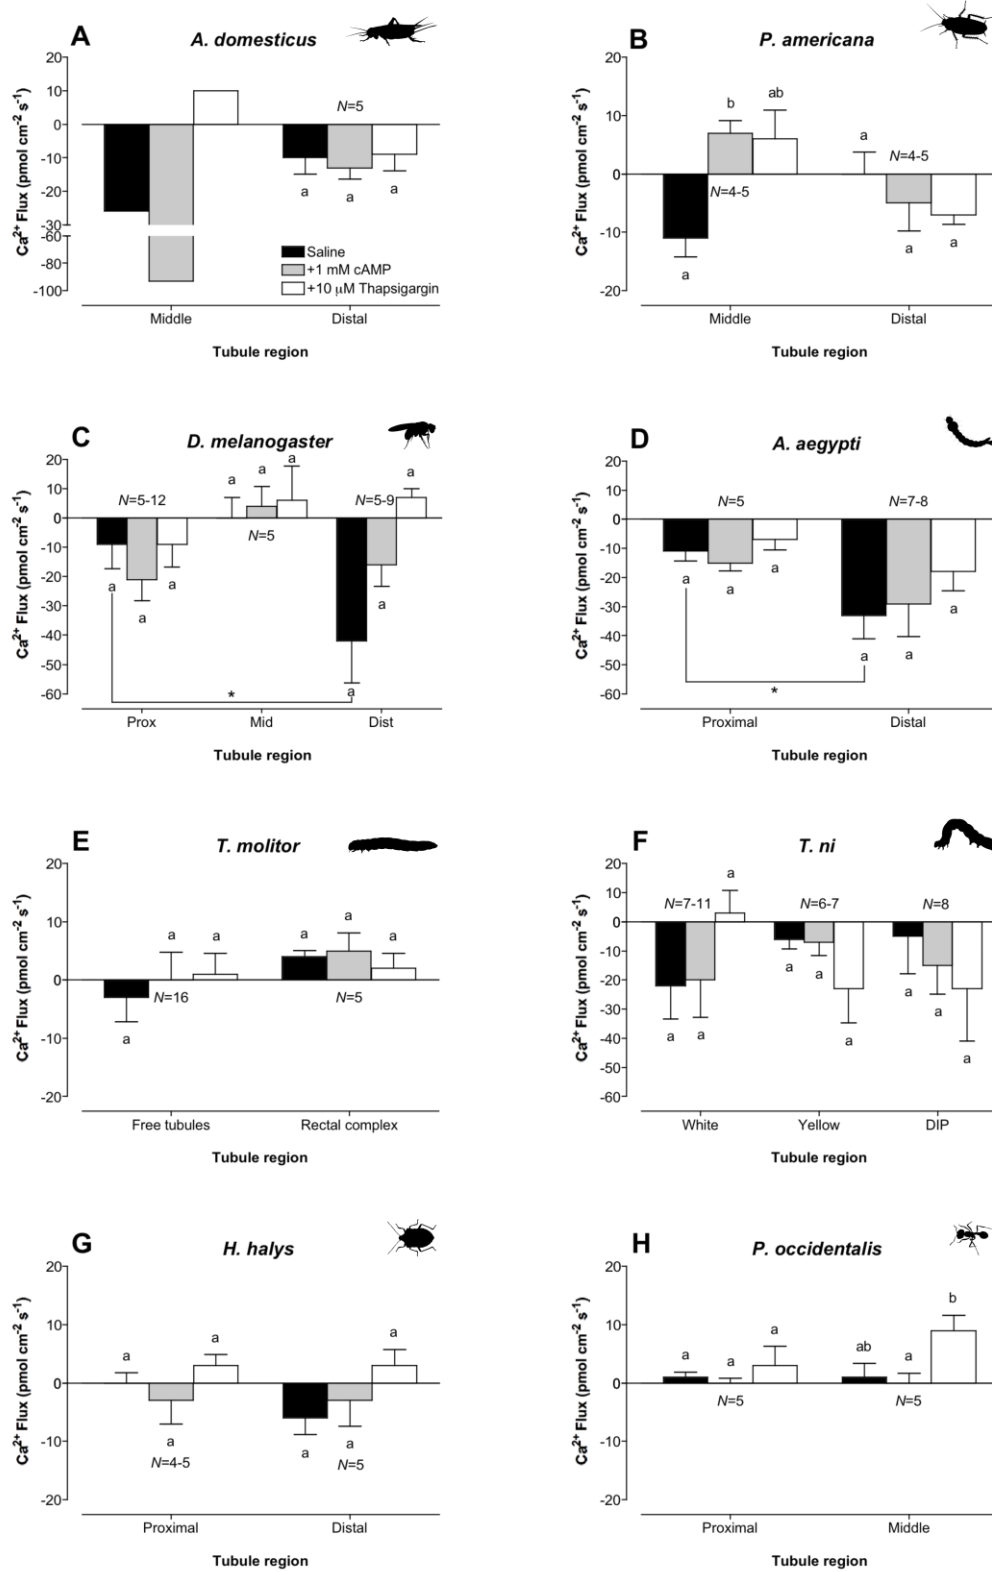 A
A. domesticus
Ca²⁺ Flux (pmol cm⁻² s⁻¹)
20
10
0
-10
-20
-30
-60
-80
-100
N=5
a
a
a
Saline
+1 mM cAMP
+10 µM Thapsigargin
Middle
Distal
Tubule region
B
P. americana
Ca²⁺ Flux (pmol cm⁻² s⁻¹)
20
10
0
-10
-20
b
ab
a
N=4-5
N=4-5
a
a
a
Middle
Distal
Tubule region
C
D. melanogaster
Ca²⁺ Flux (pmol cm⁻² s⁻¹)
20
10
0
-10
-20
-30
-40
-50
-60
a
a
a
a
N=5-12
N=5-9
N=5
a
a
a
a
a
*
Prox
Mid
Dist
Tubule region
D
A. aegypti
Ca²⁺ Flux (pmol cm⁻² s⁻¹)
20
10
0
-10
-20
-30
-40
-50
-60
N=5
N=7-8
a
a
a
a
a
a
*
Proximal
Distal
Tubule region
E
T. molitor
Ca²⁺ Flux (pmol cm⁻² s⁻¹)
20
10
0
-10
-20
a
a
a
a
a
N=16
N=5
a
Free tubules
Rectal complex
Tubule region
F
T. ni
Ca²⁺ Flux (pmol cm⁻² s⁻¹)
20
10
0
-10
-20
-30
-40
-50
-60
a
N=7-11
N=6-7
N=8
a
a
a
a
a
a
a
a
White
Yellow
DIP
Tubule region
G
H. halys
Ca²⁺ Flux (pmol cm⁻² s⁻¹)
20
10
0
-10
-20
a
a
a
a
a
a
N=4-5
N=5
Proximal
Distal
Tubule region
H
P. occidentalis
Ca²⁺ Flux (pmol cm⁻² s⁻¹)
20
10
0
-10
-20
a
a
a
ab
a
b
N=5
N=5
Proximal
Middle
Tubule region